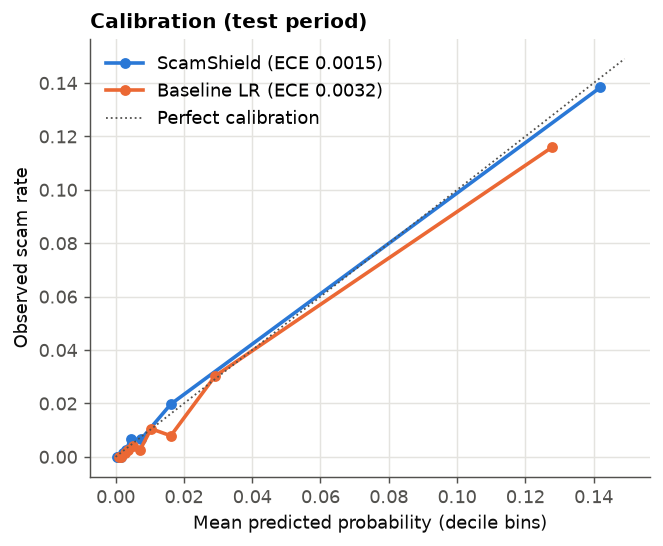 Calibration (test period)
ScamShield (ECE 0.0015)
Baseline LR (ECE 0.0032)
Perfect calibration
Observed scam rate
0.14
0.12
0.10
0.08
0.06
0.04
0.02
0.00
0.00 0.02 0.04 0.06 0.08 0.10 0.12 0.14
Mean predicted probability (decile bins)